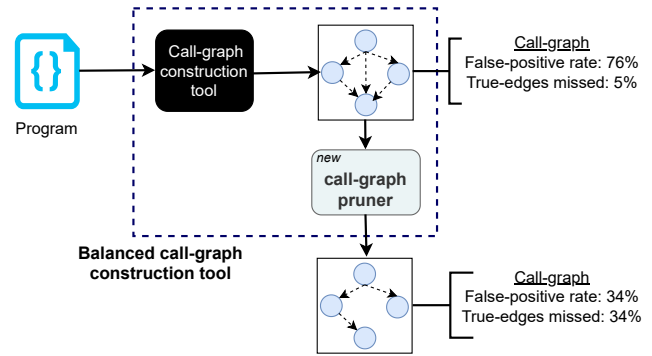 {}
Program
Call-graph
construction
tool
Call-graph
False-positive rate: 76%
True-edges missed: 5%
new
call-graph
pruner
Balanced call-graph
construction tool
Call-graph
False-positive rate: 34%
True-edges missed: 34%